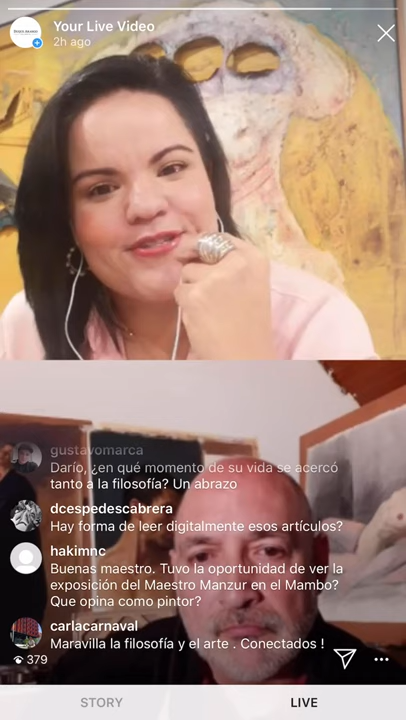 Your Live Video
2h ago
gustavomarca
Darío, ¿en qué momento de su vida se acercó
tanto a la filosofía? Un abrazo
dcespedescabrera
Hay forma de leer digitalmente esos artículos?
hakimnc
Buenas maestro. Tuvo la oportunidad de ver la
exposición del Maestro Manzur en el Mambo?
Que opina como pintor?
carlacarnaval
Maravilla la filosofía y el arte . Conectados !
379
STORY LIVE